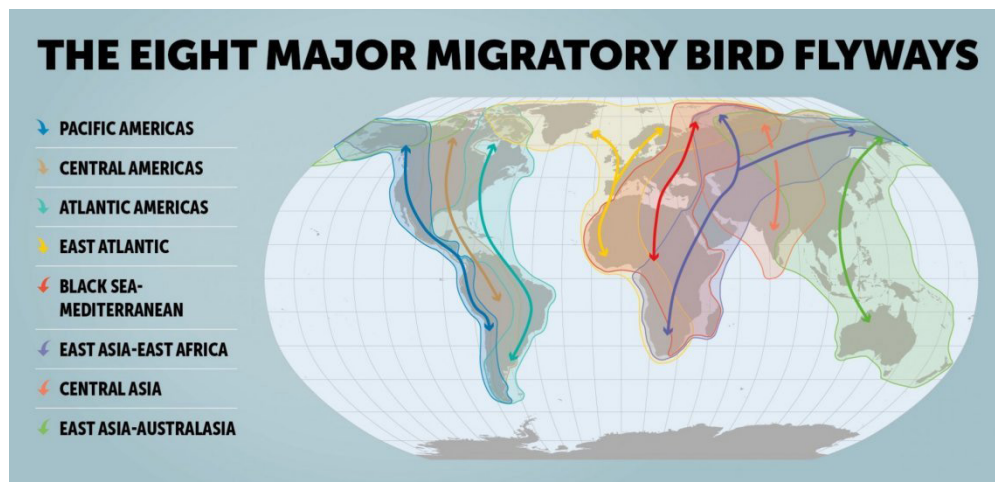 THE EIGHT MAJOR MIGRATORY BIRD FLYWAYS
PACIFIC AMERICAS
CENTRAL AMERICAS
ATLANTIC AMERICAS
EAST ATLANTIC
BLACK SEA-
MEDITERRANEAN
EAST ASIA-EAST AFRICA
CENTRAL ASIA
EAST ASIA-AUSTRALASIA